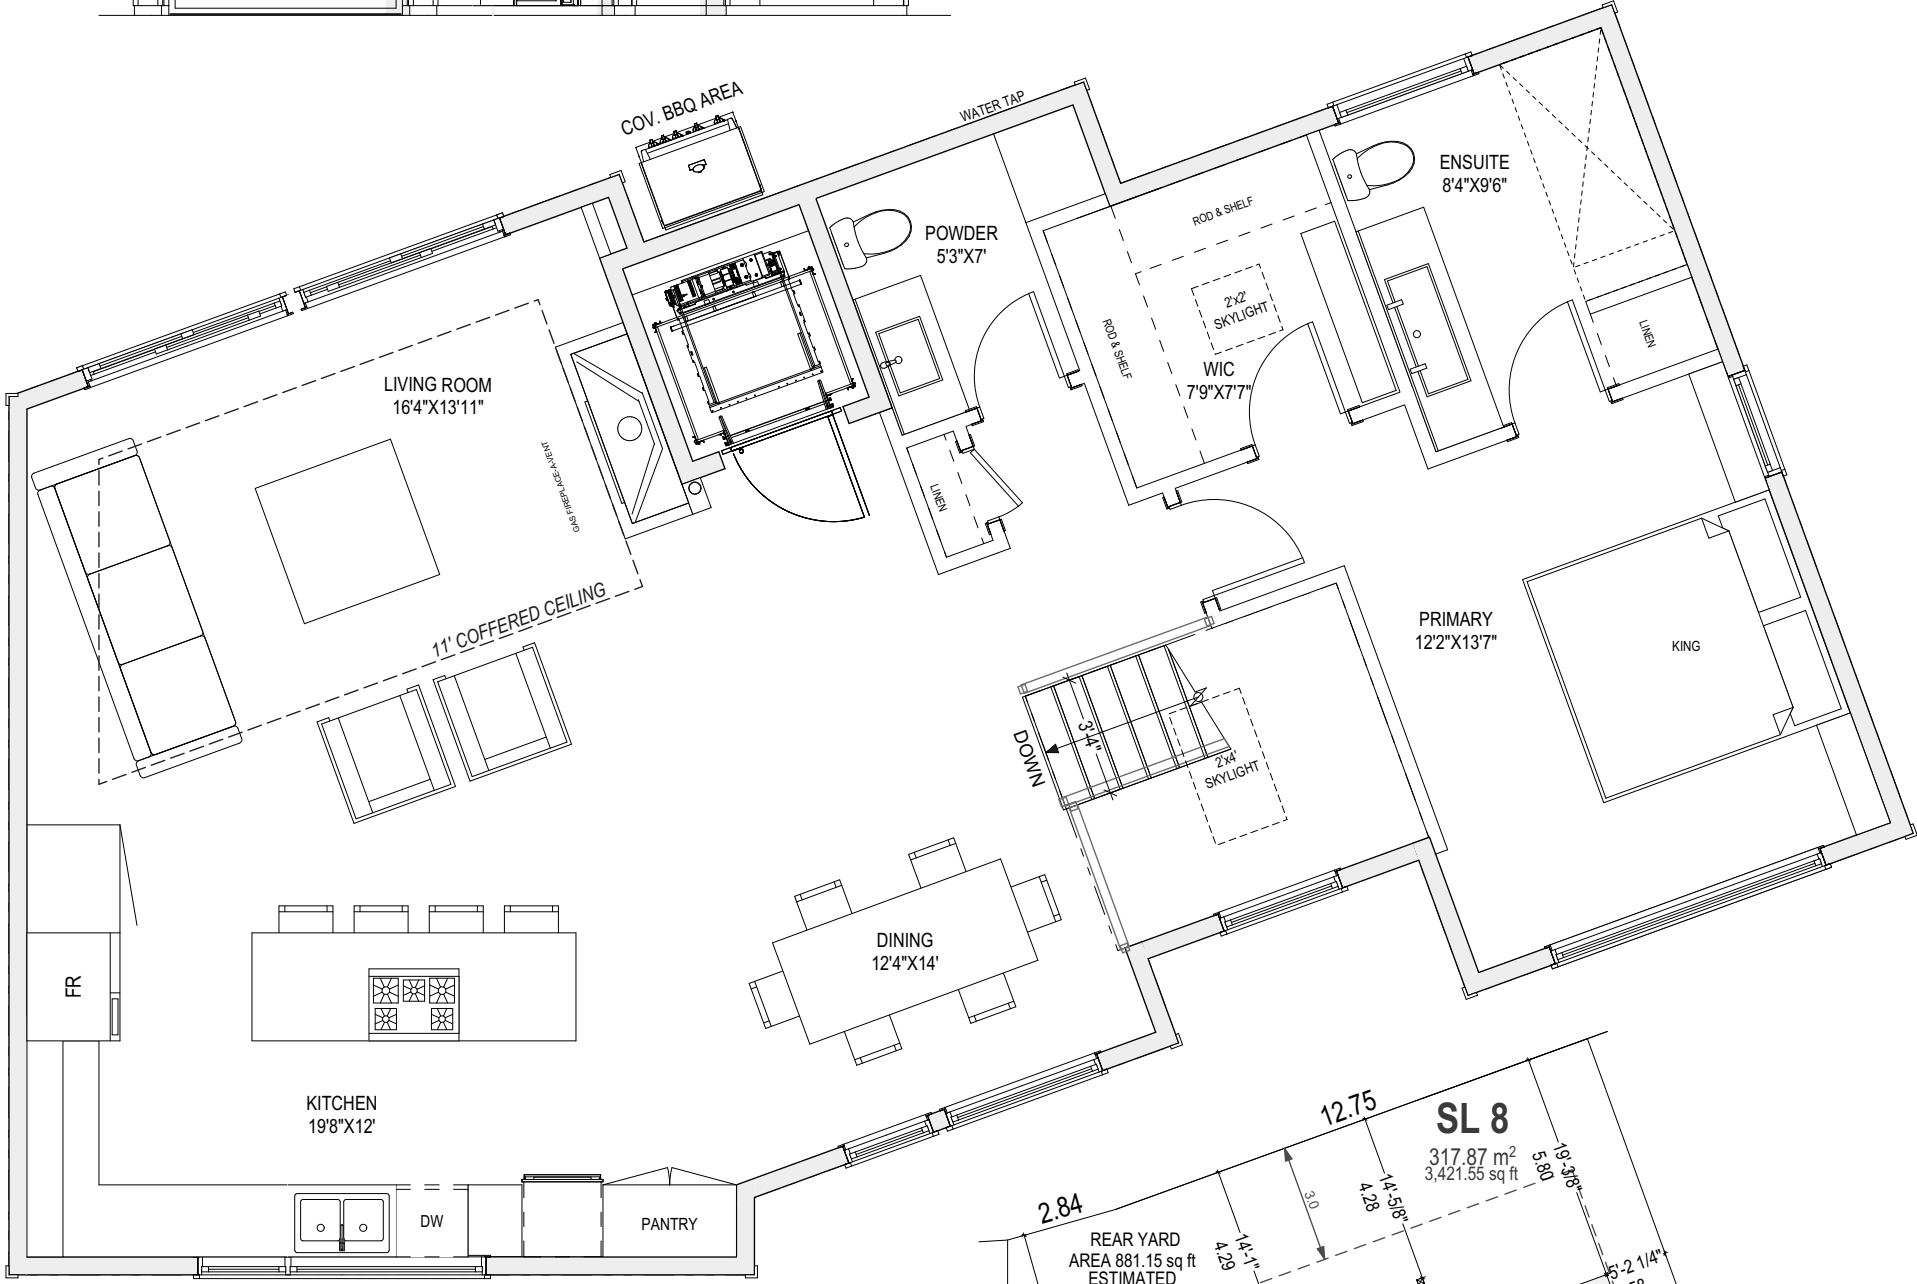 COV. BBQ AREA
WATER TAP
ENSUITE
8'4"X9'6"
ROD & SHELF
POWDER
5'3"X7'
2'x2'
SKYLIGHT
ROD & SHELF
LINEN
WIC
7'9"X7'7"
LIVING ROOM
16'4"X13'11"
GAS FIREPLACE-A-VENT
LINEN
11' COFFERED CEILING
PRIMARY
12'2"X13'7"
KING
DOWN
3'-4"
2'x4'
SKYLIGHT
DINING
12'4"X14'
FR
KITCHEN
19'8"X12'
DW
PANTRY
12.75
SL 8
317.87 m²
3,421.55 sq ft
19'-3/8"
5.80
14'-5/8"
4.28
3.0
2.84
REAR YARD
AREA 881.15 sq ft
ESTIMATED
14'-1"
4.29
5'-2 1/4"